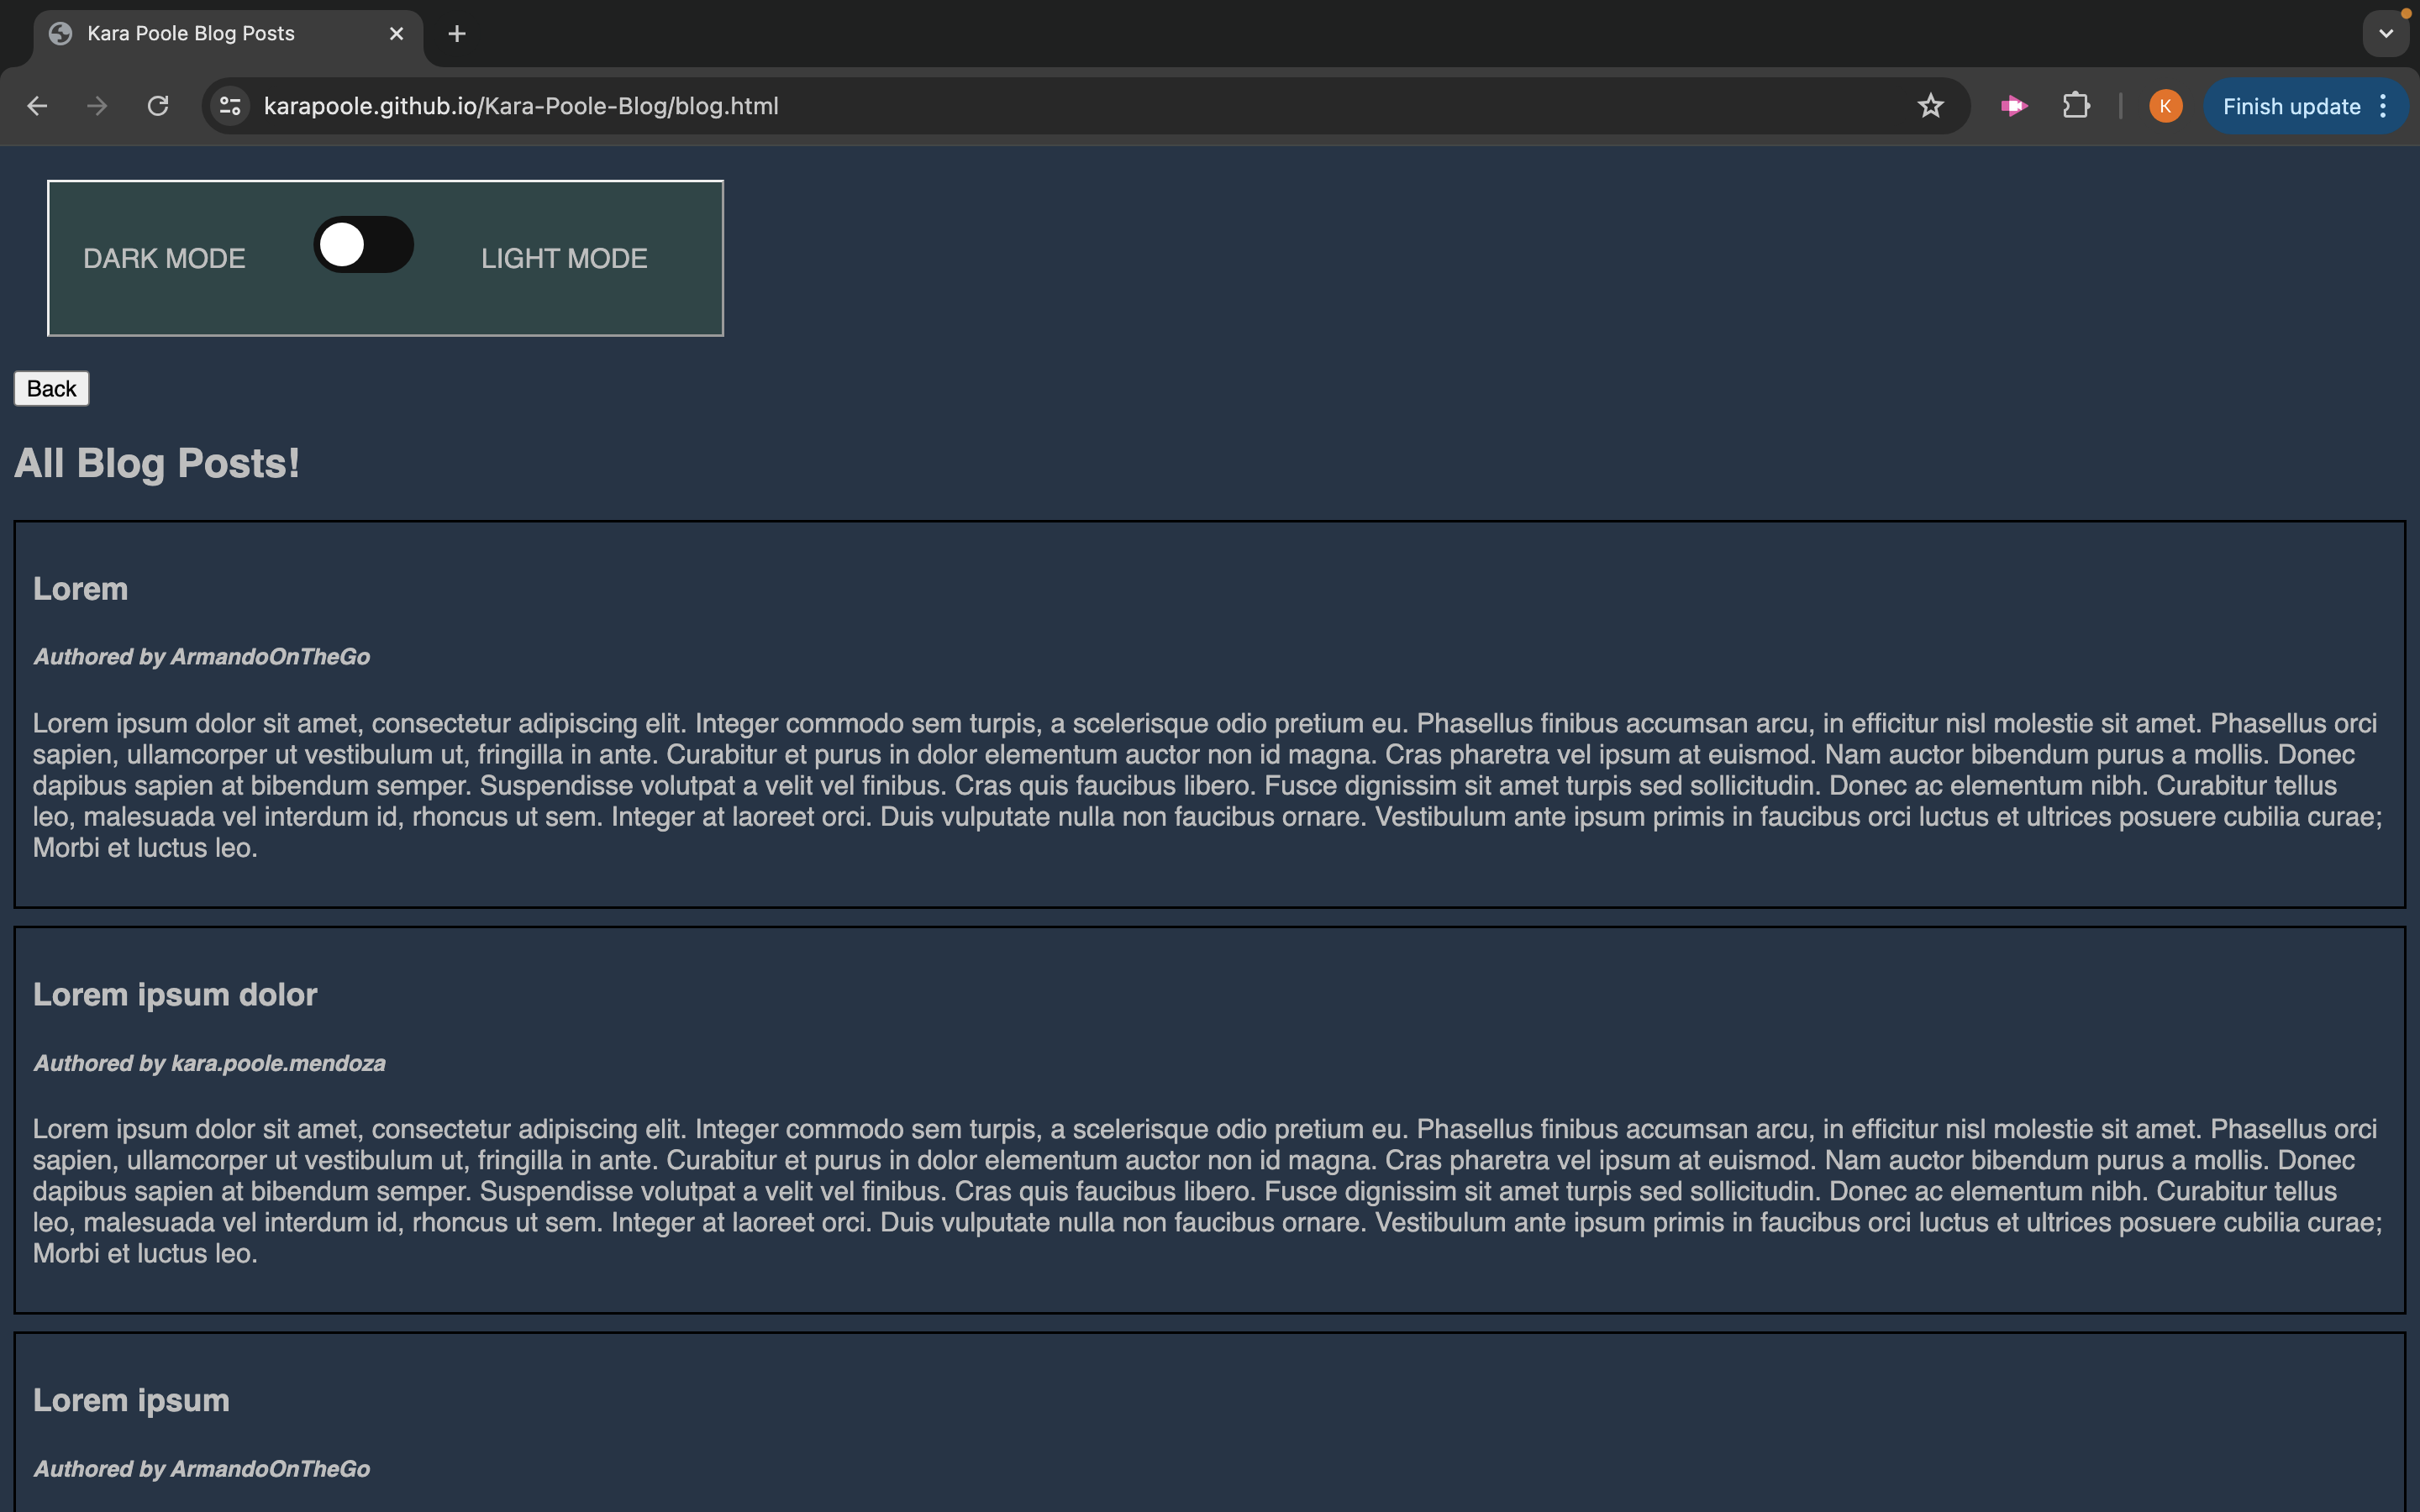 Kara Poole Blog Posts
karapoole.github.io/Kara-Poole-Blog/blog.html
K
Finish update
DARK MODE
LIGHT MODE
Back
All Blog Posts!
Lorem
Authored by ArmandoOnTheGo
Lorem ipsum dolor sit amet, consectetur adipiscing elit. Integer commodo sem turpis, a scelerisque odio pretium eu. Phasellus finibus accumsan arcu, in efficitur nisl molestie sit amet. Phasellus orci
sapien, ullamcorper ut vestibulum ut, fringilla in ante. Curabitur et purus in dolor elementum auctor non id magna. Cras pharetra vel ipsum at euismod. Nam auctor bibendum purus a mollis. Donec
dapibus sapien at bibendum semper. Suspendisse volutpat a velit vel finibus. Cras quis faucibus libero. Fusce dignissim sit amet turpis sed sollicitudin. Donec ac elementum nibh. Curabitur tellus
leo, malesuada vel interdum id, rhoncus ut sem. Integer at laoreet orci. Duis vulputate nulla non faucibus ornare. Vestibulum ante ipsum primis in faucibus orci luctus et ultrices posuere cubilia curae;
Morbi et luctus leo.
Lorem ipsum dolor
Authored by kara.poole.mendoza
Lorem ipsum dolor sit amet, consectetur adipiscing elit. Integer commodo sem turpis, a scelerisque odio pretium eu. Phasellus finibus accumsan arcu, in efficitur nisl molestie sit amet. Phasellus orci
sapien, ullamcorper ut vestibulum ut, fringilla in ante. Curabitur et purus in dolor elementum auctor non id magna. Cras pharetra vel ipsum at euismod. Nam auctor bibendum purus a mollis. Donec
dapibus sapien at bibendum semper. Suspendisse volutpat a velit vel finibus. Cras quis faucibus libero. Fusce dignissim sit amet turpis sed sollicitudin. Donec ac elementum nibh. Curabitur tellus
leo, malesuada vel interdum id, rhoncus ut sem. Integer at laoreet orci. Duis vulputate nulla non faucibus ornare. Vestibulum ante ipsum primis in faucibus orci luctus et ultrices posuere cubilia curae;
Morbi et luctus leo.
Lorem ipsum
Authored by ArmandoOnTheGo